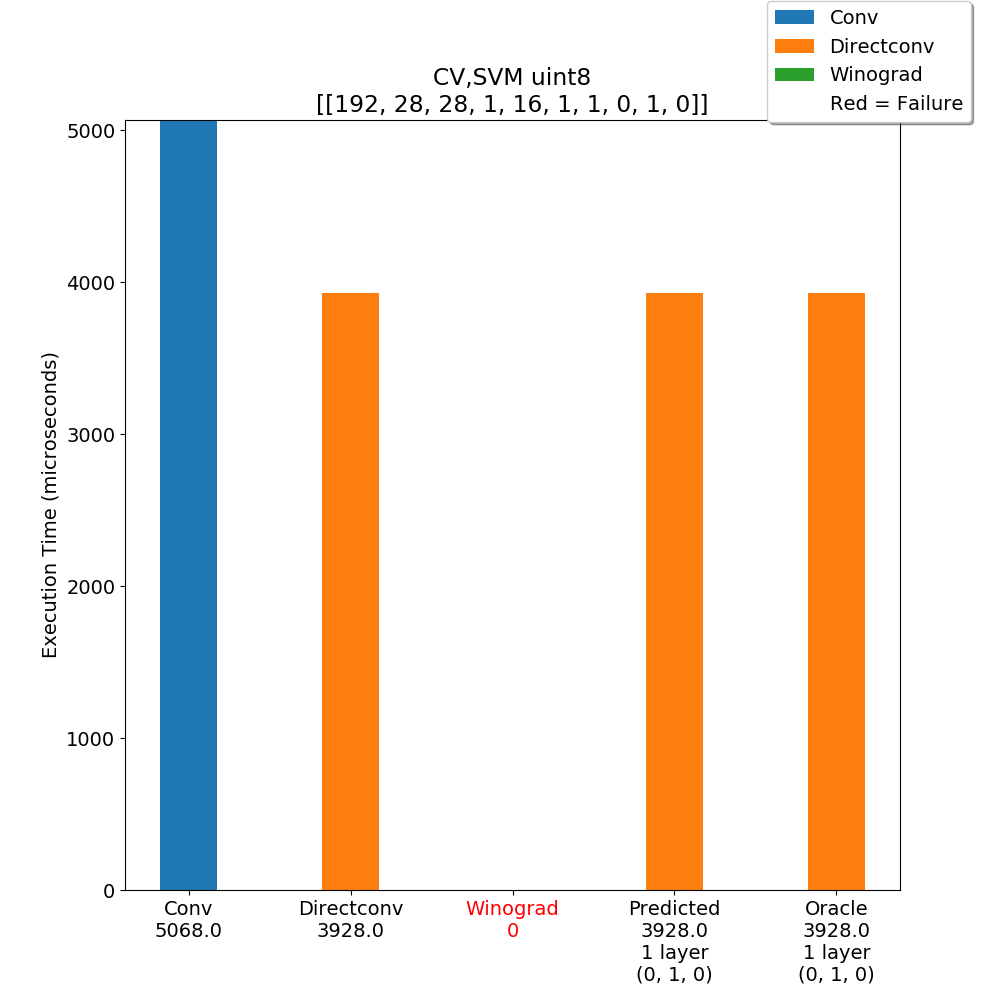 Conv
Directconv
Winograd
Red = Failure
CV,SVM uint8
[[192, 28, 28, 1, 16, 1, 1, 0, 1, 0]]
Execution Time (microseconds)
5000
4000
3000
2000
1000
0
Conv
5068.0
Directconv
3928.0
Winograd
0
Predicted
3928.0
1 layer
(0, 1, 0)
Oracle
3928.0
1 layer
(0, 1, 0)